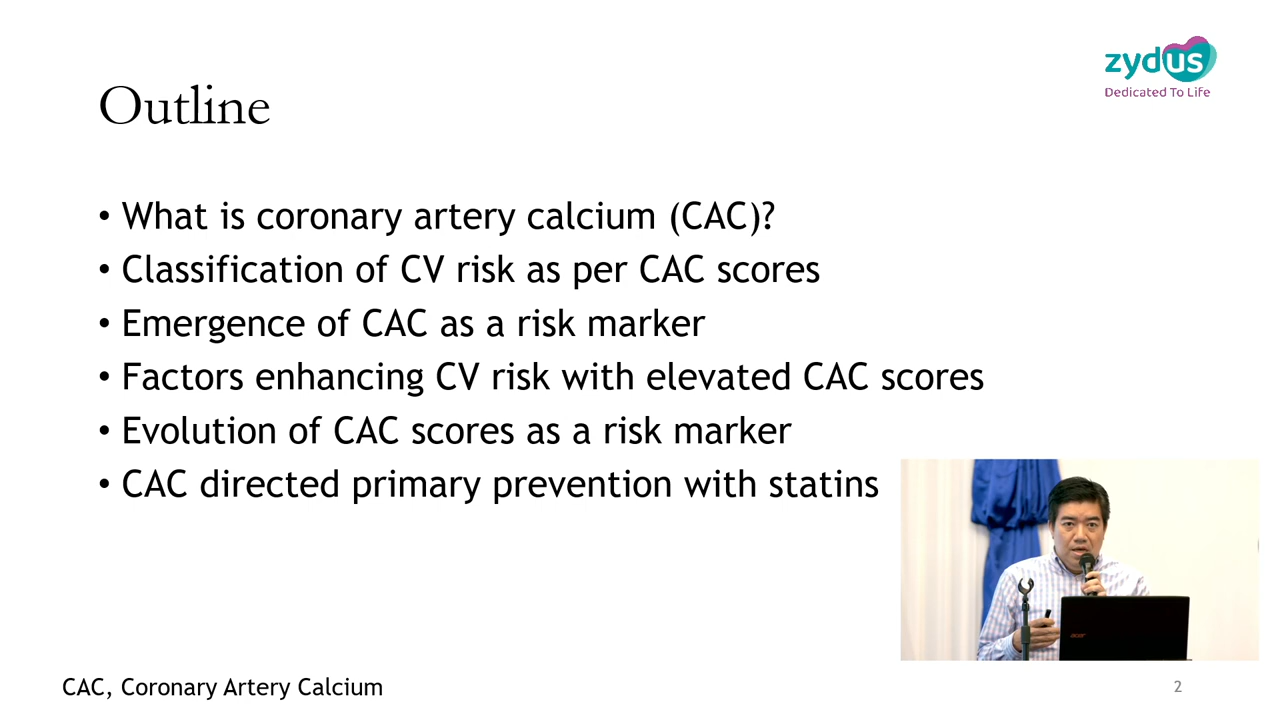 zydus
Dedicated To Life
Outline
• What is coronary artery calcium (CAC)?
• Classification of CV risk as per CAC scores
• Emergence of CAC as a risk marker
• Factors enhancing CV risk with elevated CAC scores
• Evolution of CAC scores as a risk marker
• CAC directed primary prevention with statins
acer
CAC, Coronary Artery Calcium
2